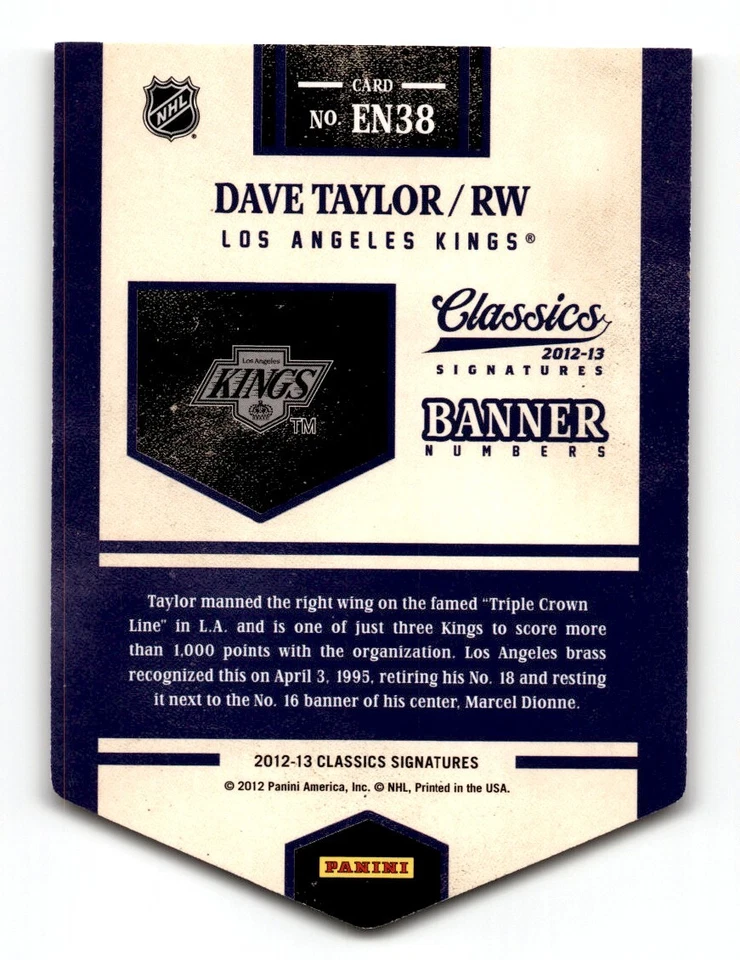 NHL
CARD
NO. EN38
DAVE TAYLOR / RW
LOS ANGELES KINGS®
Los Angeles
KINGS
TM
Classics
2012-13
SIGNATURES
BANNER
NUMBERS
Taylor manned the right wing on the famed "Triple Crown
Line" in L.A. and is one of just three Kings to score more
than 1,000 points with the organization. Los Angeles brass
recognized this on April 3, 1995, retiring his No. 18 and resting
it next to the No. 16 banner of his center, Marcel Dionne.
2012-13 CLASSICS SIGNATURES
© 2012 Panini America, Inc. © NHL, Printed in the USA.
PANINI